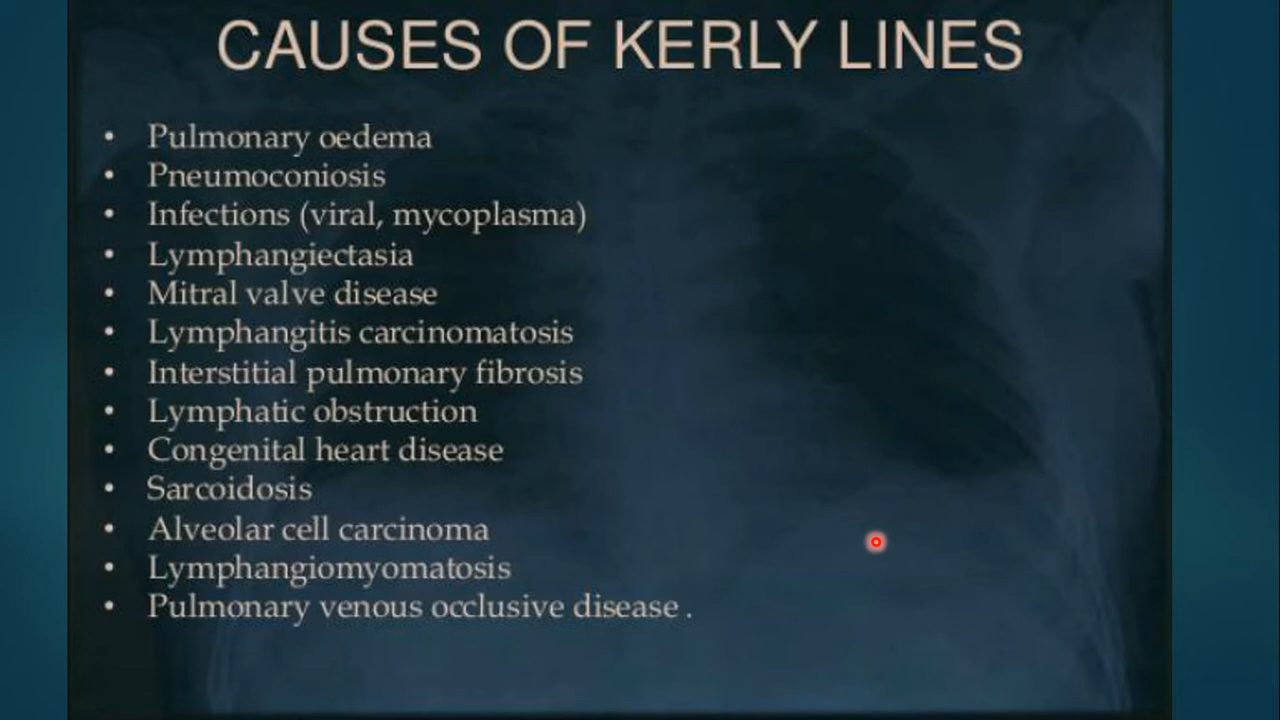 CAUSES OF KERLY LINES
• Pulmonary oedema
• Pneumoconiosis
• Infections (viral, mycoplasma)
• Lymphangiectasia
• Mitral valve disease
• Lymphangitis carcinomatosis
• Interstitial pulmonary fibrosis
• Lymphatic obstruction
• Congenital heart disease
• Sarcoidosis
• Alveolar cell carcinoma
• Lymphangiomyomatosis
• Pulmonary venous occlusive disease .